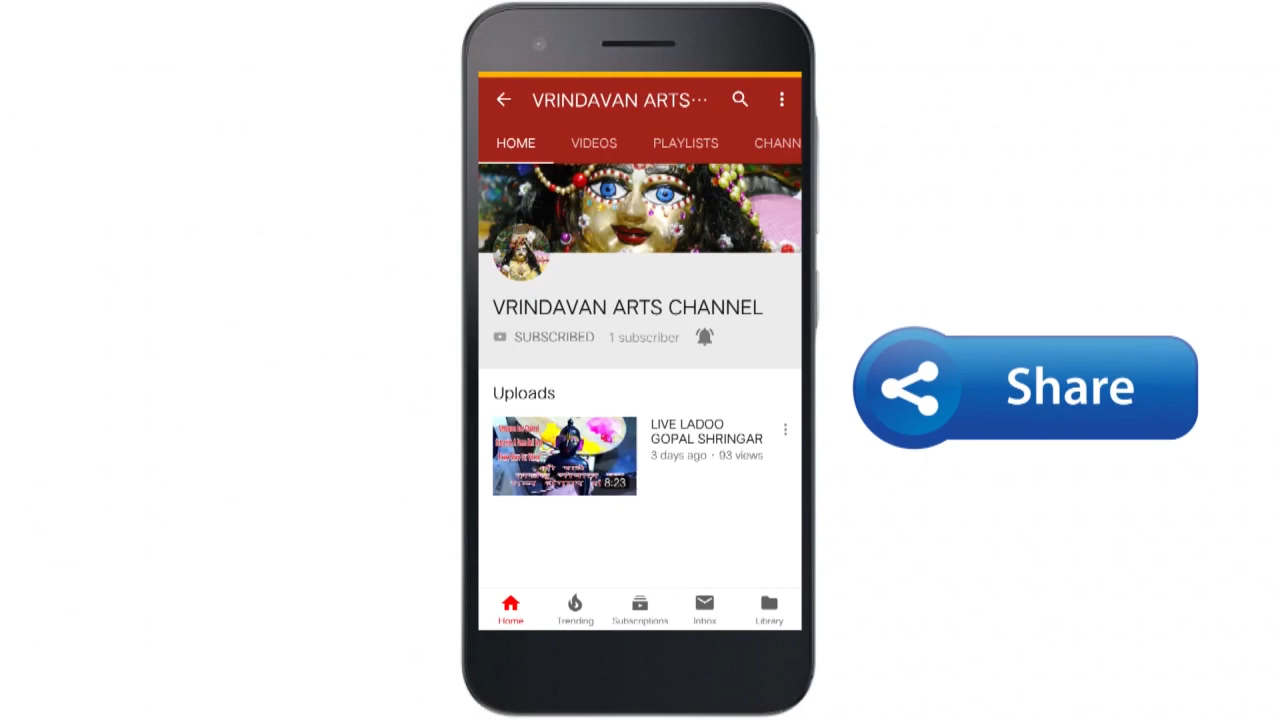 VRINDAVAN ARTS···
HOME VIDEOS PLAYLISTS CHANN
VRINDAVAN ARTS CHANNEL
SUBSCRIBED 1 subscriber
Uploads
LIVE LADOO
GOPAL SHRINGAR
3 days ago · 93 views
8:23
Home Trending Subscriptions Inbox Library
Share